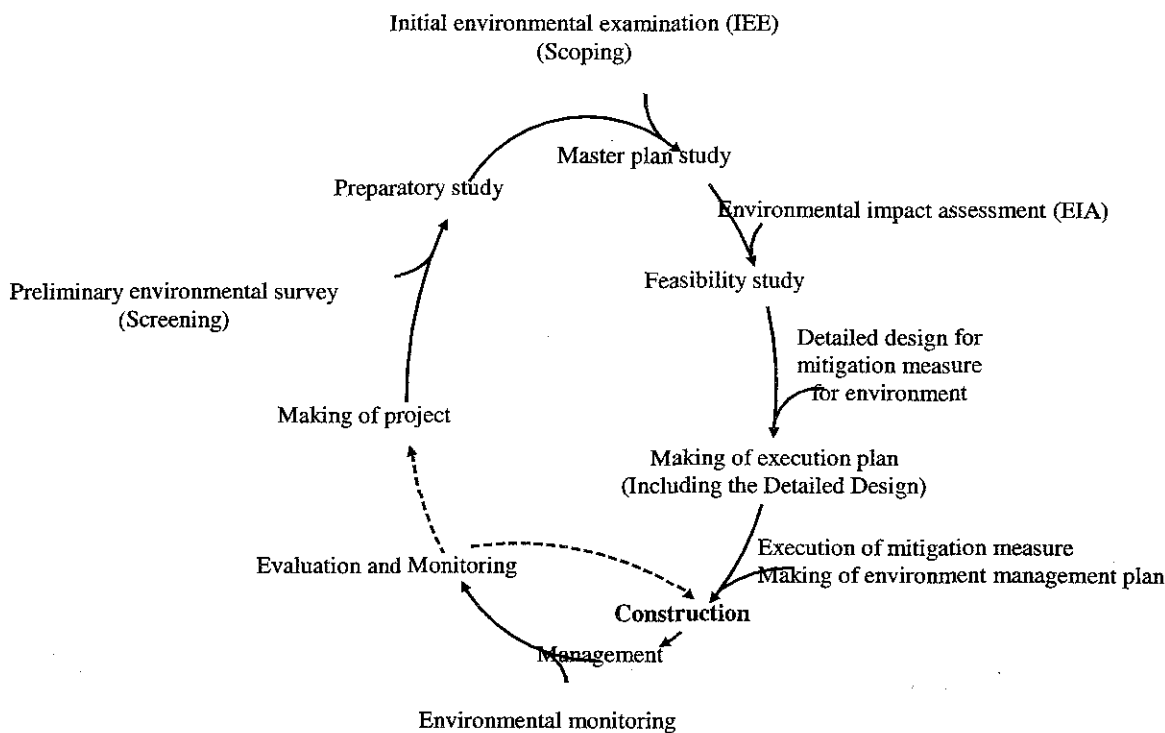 Initial environmental examination (IEE)
(Scoping)
Master plan study
Preparatory study
Environmental impact assessment (EIA)
Feasibility study
Preliminary environmental survey
(Screening)
Detailed design for
mitigation measure
for environment
Making of project
Making of execution plan
(Including the Detailed Design)
Execution of mitigation measure
Making of environment management plan
Evaluation and Monitoring
Construction
Management
Environmental monitoring